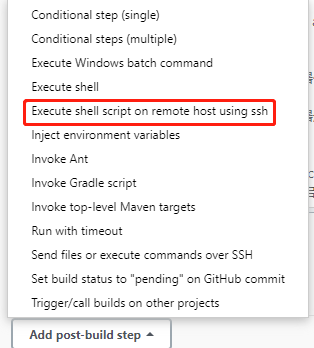 Conditional step (single)
Conditional steps (multiple)
Execute Windows batch command
Execute shell
Execute shell script on remote host using ssh
Inject environment variables
Invoke Ant
Invoke Gradle script
Invoke top-level Maven targets
Run with timeout
Send files or execute commands over SSH
Set build status to "pending" on GitHub commit
Trigger/call builds on other projects
Add post-build step